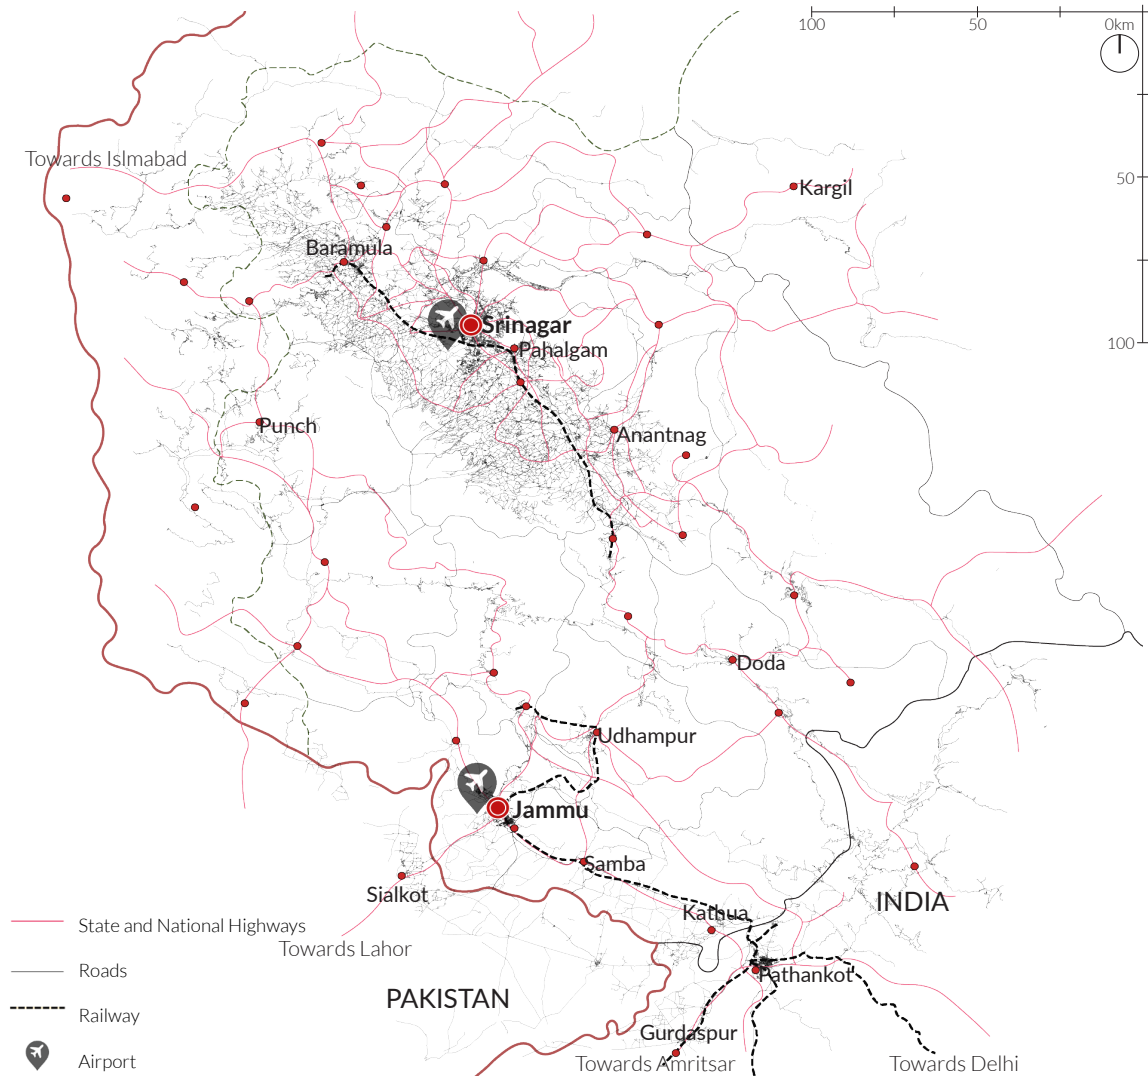 100
50
0km
50
100
Towards Islmabad
Kargil
Baramula
Srinagar
Pahalgam
Punch
Anantnag
Doda
Udhampur
Jammu
Samba
Sialkot
Kathua
INDIA
State and National Highways
Towards Lahor
Roads
Pathankot
PAKISTAN
Railway
Gurdaspur
Airport
Towards Amritsar
Towards Delhi